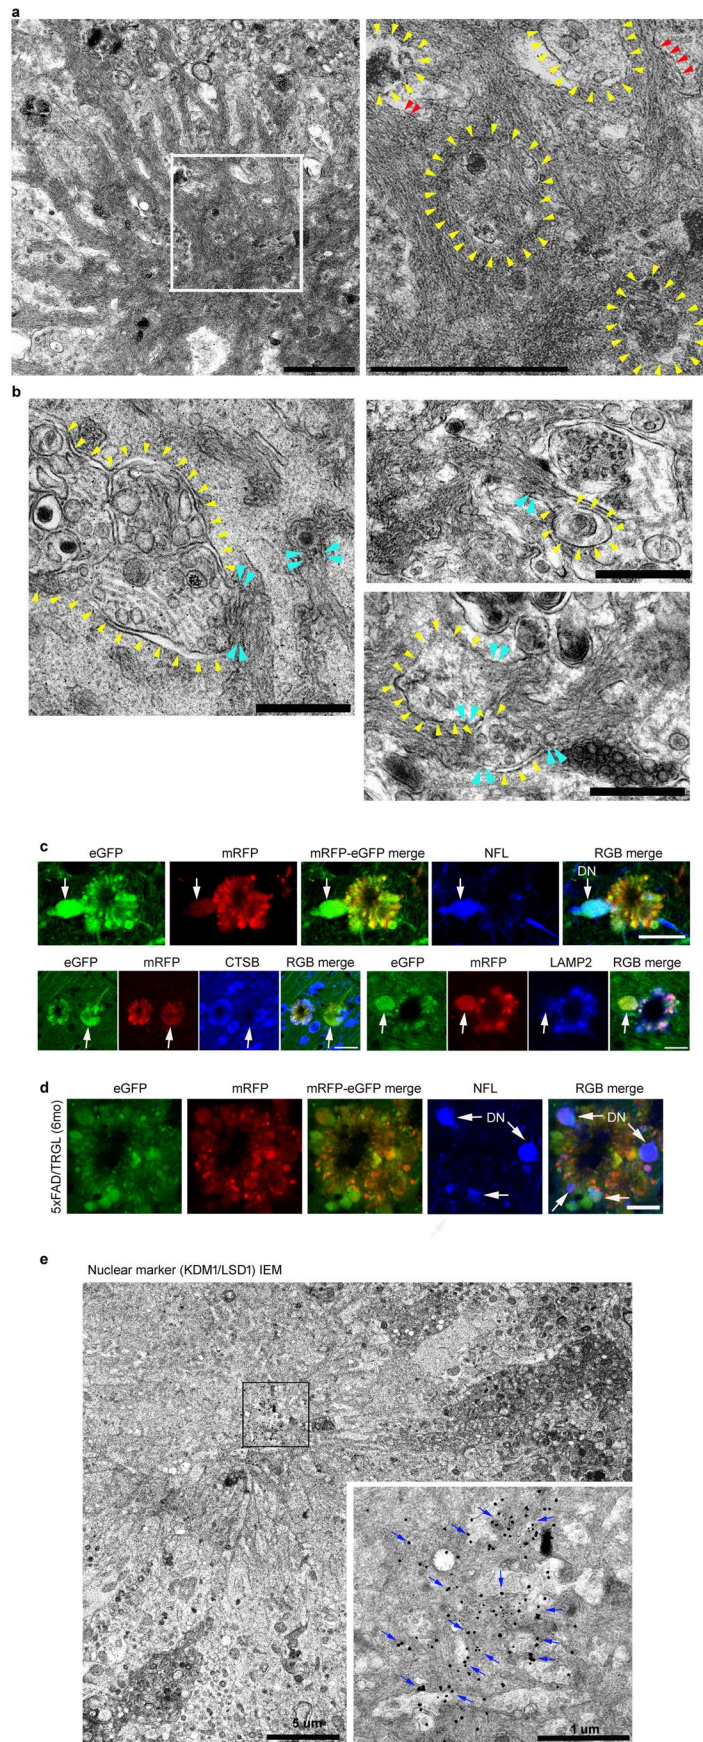 a
b
c
eGFP mRFP mRFP-eGFP merge NFL RGB merge
DN
eGFP mRFP CTSB RGB merge eGFP mRFP LAMP2 RGB merge
d
eGFP mRFP mRFP-eGFP merge NFL RGB merge
5xFAD/TRGL (6mo)
DN DN
e
Nuclear marker (KDM1/LSD1) IEM
5 um
1 um